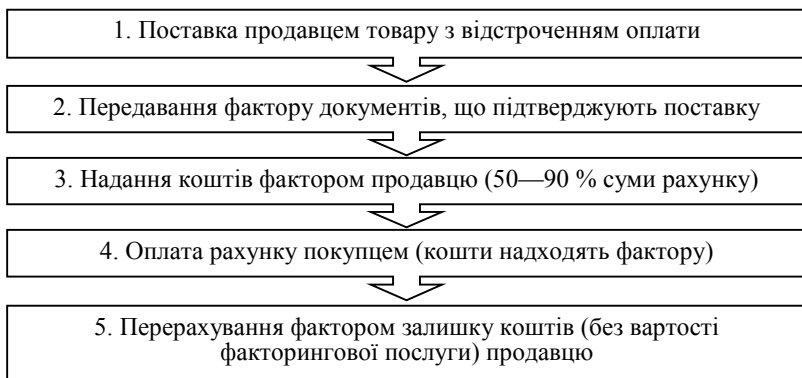 1. Поставка продавцем товару з відстроченням оплати
2. Передавання фактору документів, що підтверджують поставку
3. Надання коштів фактором продавцю (50—90 % суми рахунку)
4. Оплата рахунку покупцем (кошти надходять фактору)
5. Перерахування фактором залишку коштів (без вартості
факторингової послуги) продавцю